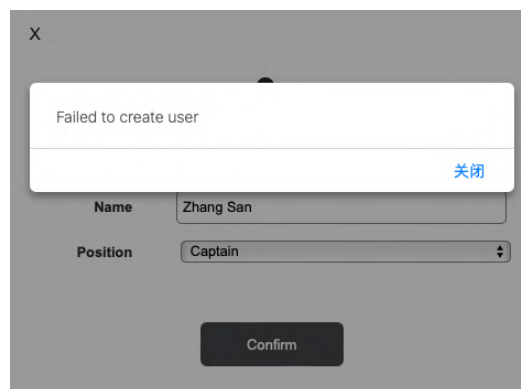 X
Failed to create user
关闭
Name
Zhang San
Position
Captain
Confirm